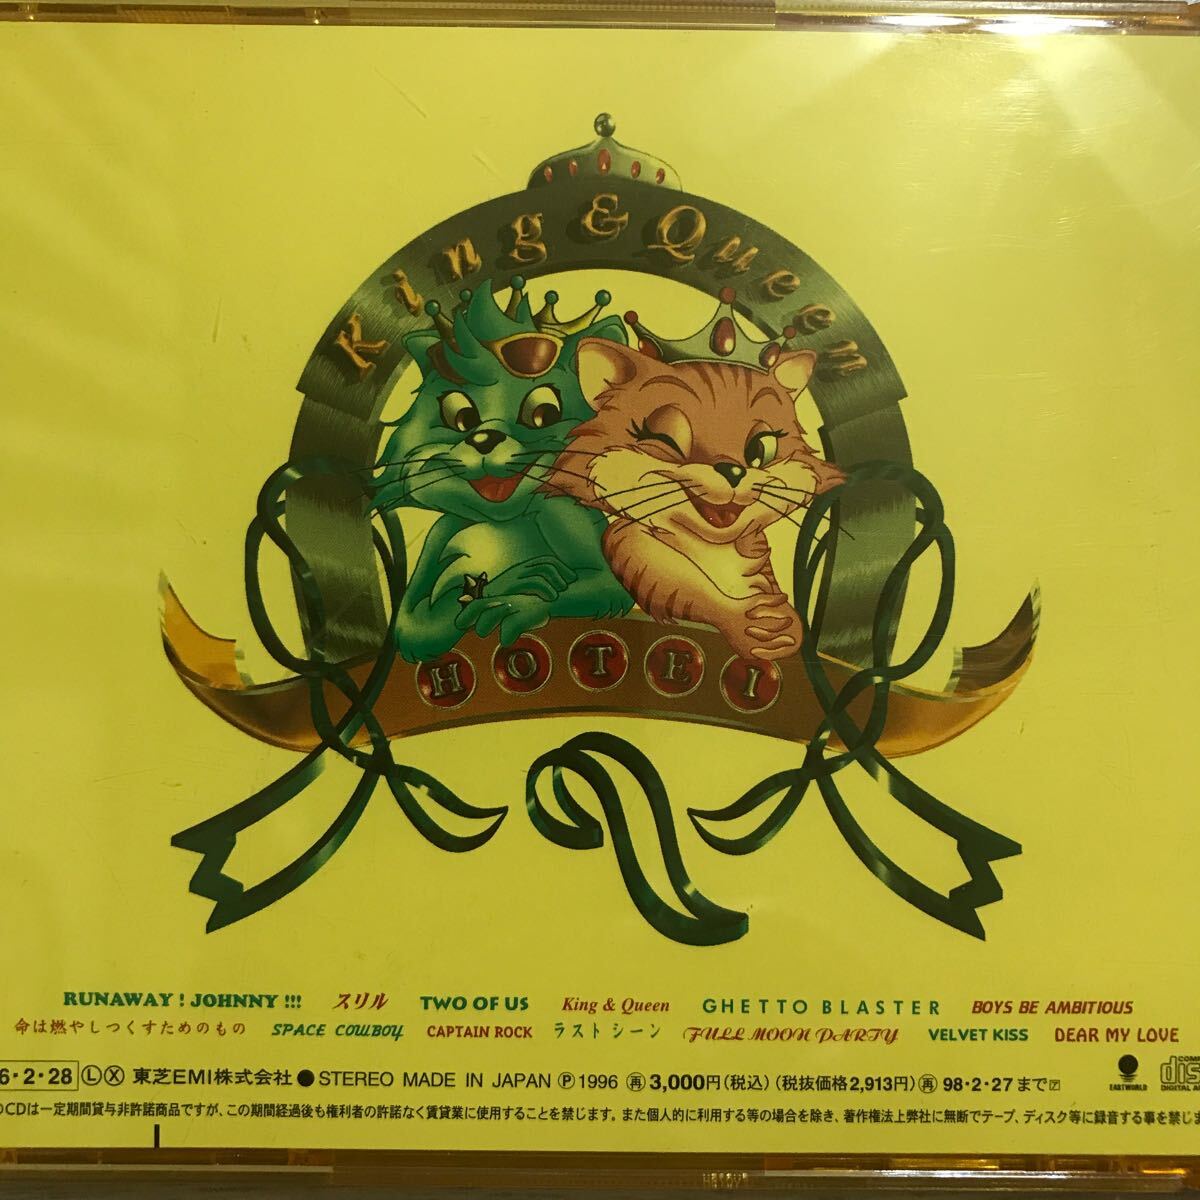 King & Queen
HOTEI
RUNAWAY ! JOHNNY !!! スリル TWO OF US King & Queen GHETTO BLASTER BOYS BE AMBITIOUS
命は燃やしつくすためのもの SPACE COWBOY CAPTAIN ROCK ラストシーン FULL MOON PARTY VELVET KISS DEAR MY LOVE
6・2・28 Ⓛ Ⓧ 東芝EMI株式会社●STEREO MADE IN JAPAN Ⓟ 1996 ㊢ 3,000円(税込) (税抜価格2,913円) 98・2・27まで
EASTWORLD
DIGITAL
CDは一定期間貸与非許諾商品ですが、この期間経過後も権利者の許諾なく賃貸業に使用することを禁じます。また個人的に利用する等の場合を除き、著作権法上弊社に無断でテープ、ディスク等に録音する事を禁じ